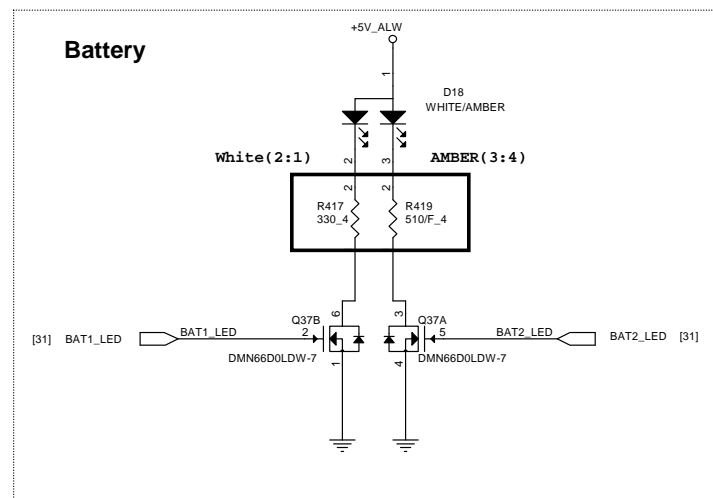 +5V_ALW
Battery
1
D18
WHITE/AMBER
White(2:1)
AMBER(3:4)
2
3
2
2
R417
330_4
R419
510/F_4
6
3
Q37B
Q37A
[31] BAT1_LED
BAT1_LED
2
5
BAT2_LED
BAT2_LED [31]
DMN66D0LDW-7
DMN66D0LDW-7
1
4